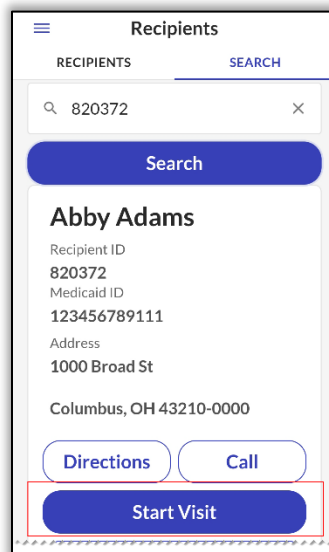 Recipients
RECIPIENTS SEARCH
820372
Search
Abby Adams
Recipient ID
820372
Medicaid ID
123456789111
Address
1000 Broad St
Columbus, OH 43210-0000
Directions Call
Start Visit